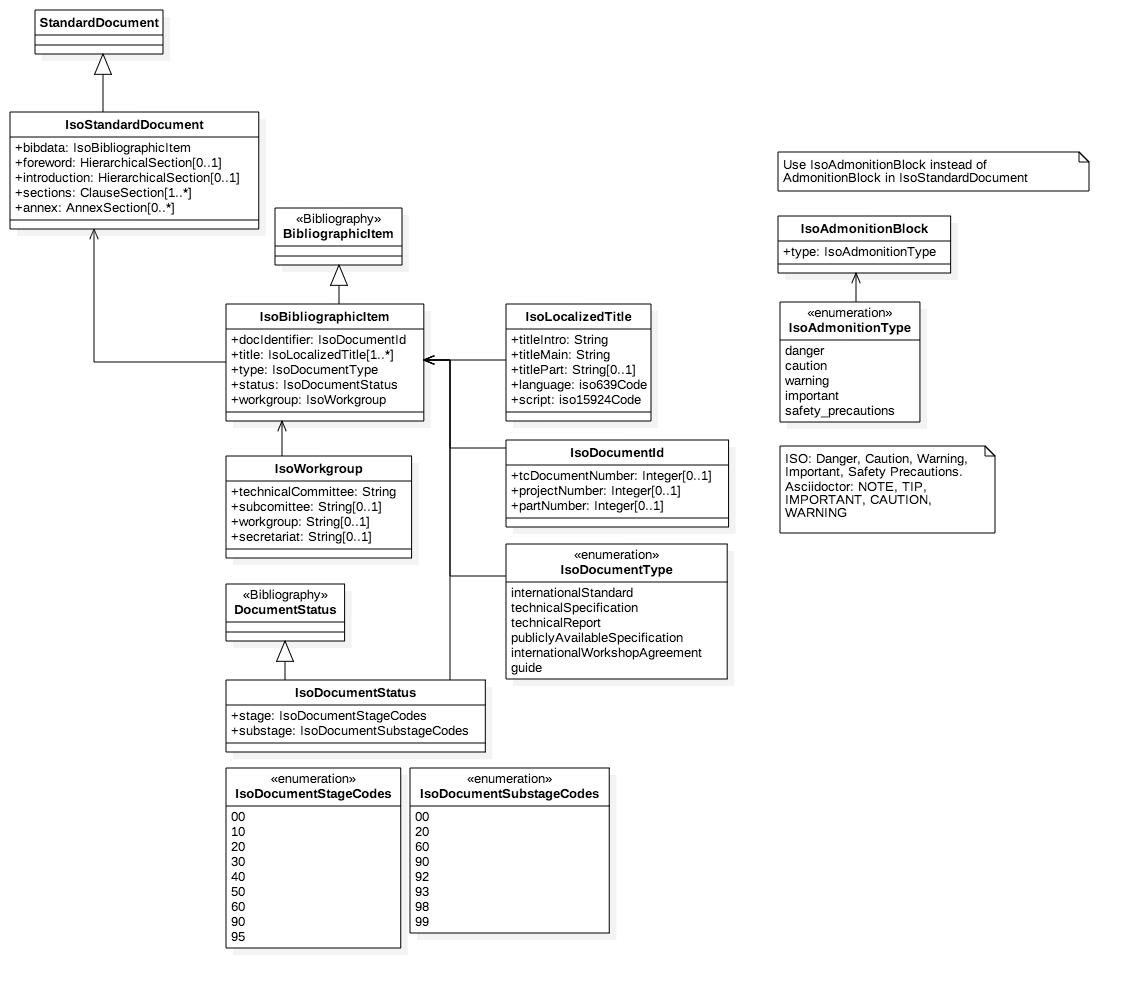 StandardDocument
IsoStandardDocument
+bibdata: IsoBibliographicItem
+foreword: HierarchicalSection[0..1]
+introduction: HierarchicalSection[0..1]
+sections: ClauseSection[1..*]
+annex: AnnexSection[0..*]
«Bibliography»
BibliographicItem
IsoBibliographicItem
+docIdentifier: IsoDocumentId
+title: IsoLocalizedTitle[1..*]
+type: IsoDocumentType
+status: IsoDocumentStatus
+workgroup: IsoWorkgroup
IsoLocalizedTitle
+titleIntro: String
+titleMain: String
+titlePart: String[0..1]
+language: iso639Code
+script: iso15924Code
IsoWorkgroup
+technicalCommittee: String
+subcomittee: String[0..1]
+workgroup: String[0..1]
+secretariat: String[0..1]
IsoDocumentId
+tcDocumentNumber: Integer[0..1]
+projectNumber: Integer[0..1]
+partNumber: Integer[0..1]
«enumeration»
IsoDocumentType
internationalStandard
technicalSpecification
technicalReport
publiclyAvailableSpecification
internationalWorkshopAgreement
guide
«Bibliography»
DocumentStatus
IsoDocumentStatus
+stage: IsoDocumentStageCodes
+substage: IsoDocumentSubstageCodes
«enumeration»
IsoDocumentStageCodes
00
10
20
30
40
50
60
90
95
«enumeration»
IsoDocumentSubstageCodes
00
20
60
90
92
93
98
99
Use IsoAdmonitionBlock instead of
AdmonitionBlock in IsoStandardDocument
IsoAdmonitionBlock
+type: IsoAdmonitionType
«enumeration»
IsoAdmonitionType
danger
caution
warning
important
safety_precautions
ISO: Danger, Caution, Warning,
Important, Safety Precautions.
Asciidoctor: NOTE, TIP,
IMPORTANT, CAUTION,
WARNING